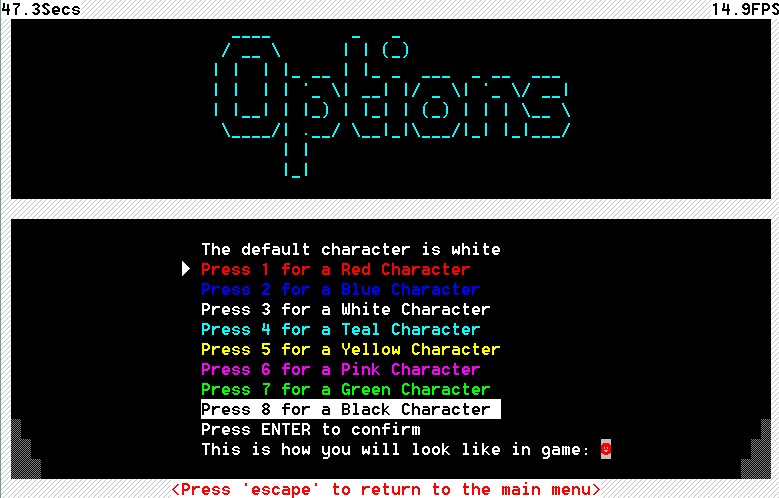 47.3Secs
14.9FPS
Options
The default character is white
Press 1 for a Red Character
Press 2 for a Blue Character
Press 3 for a White Character
Press 4 for a Teal Character
Press 5 for a Yellow Character
Press 6 for a Pink Character
Press 7 for a Green Character
Press 8 for a Black Character
Press ENTER to confirm
This is how you will look like in game:
<Press 'escape' to return to the main menu>